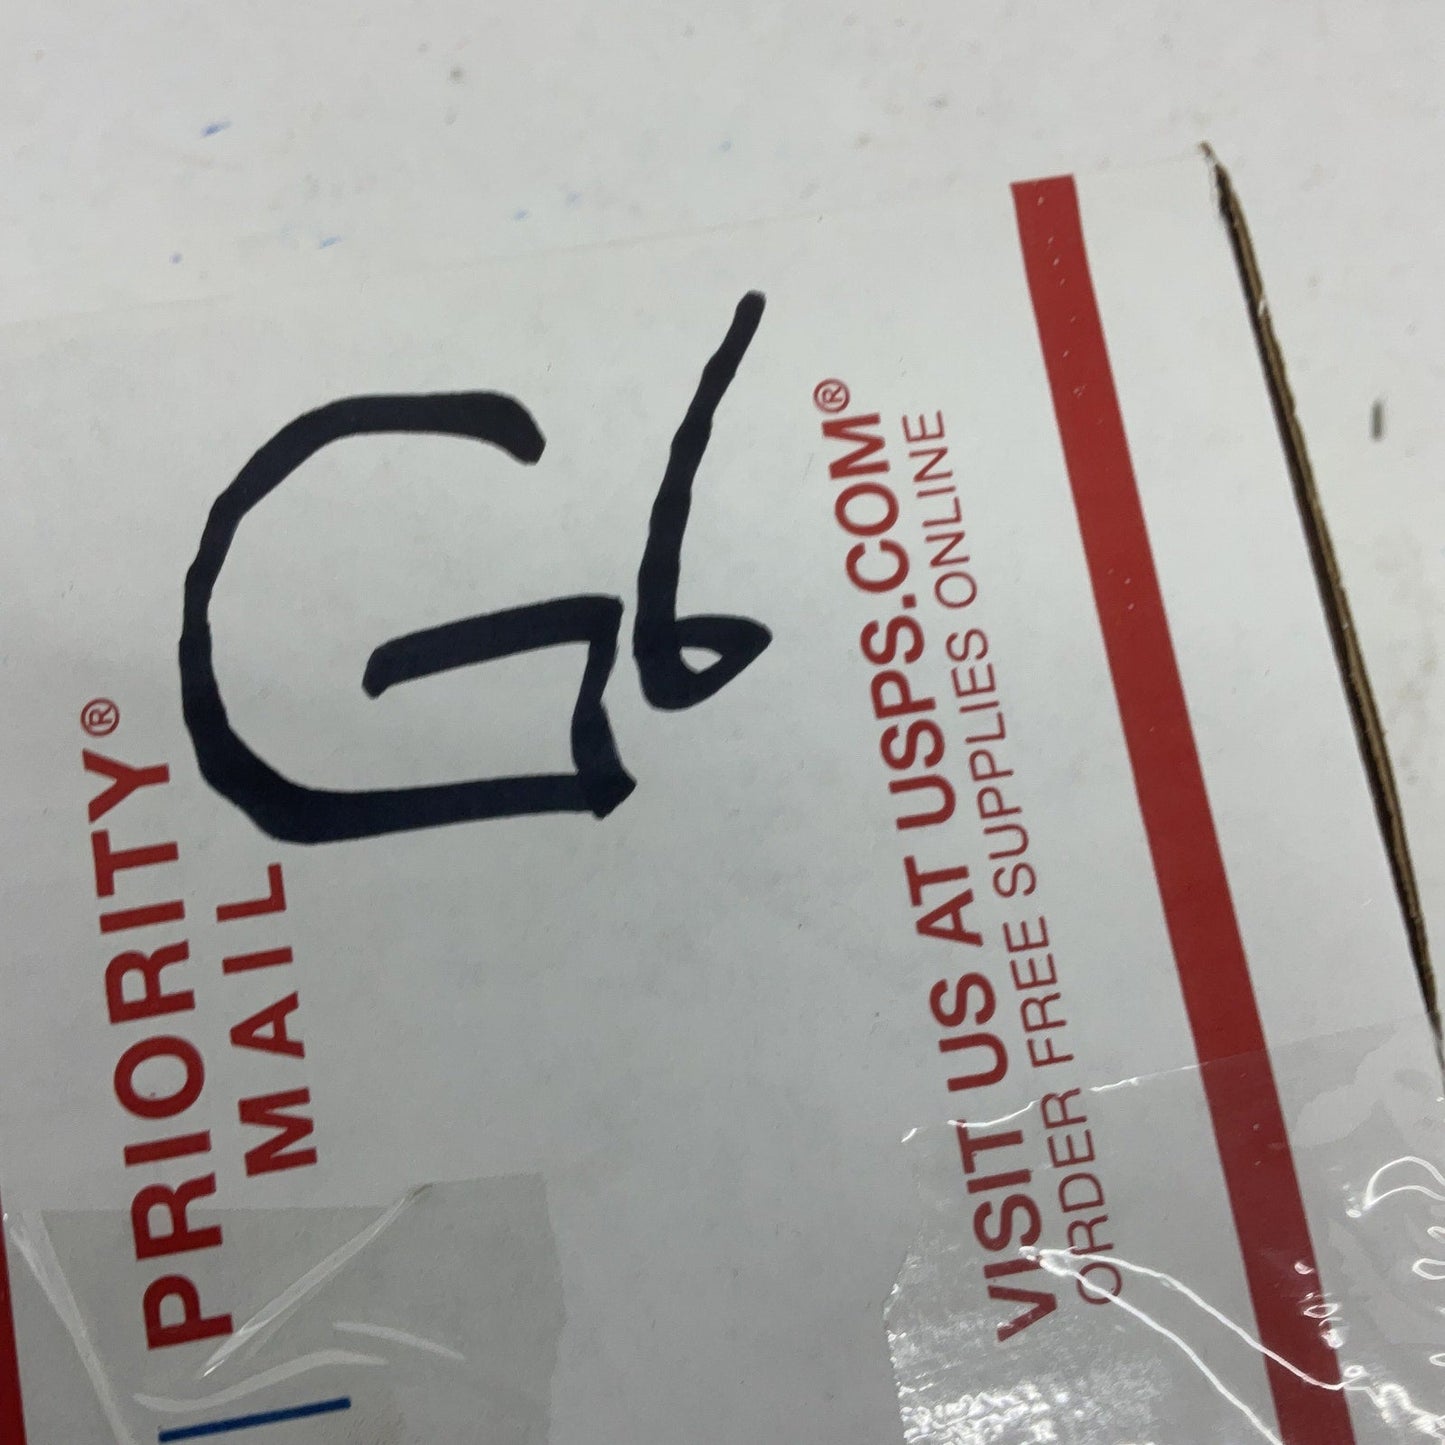 G6
PRIORITY®
MAIL
VISIT US AT USPS.COM®
ORDER FREE SUPPLIES ONLINE